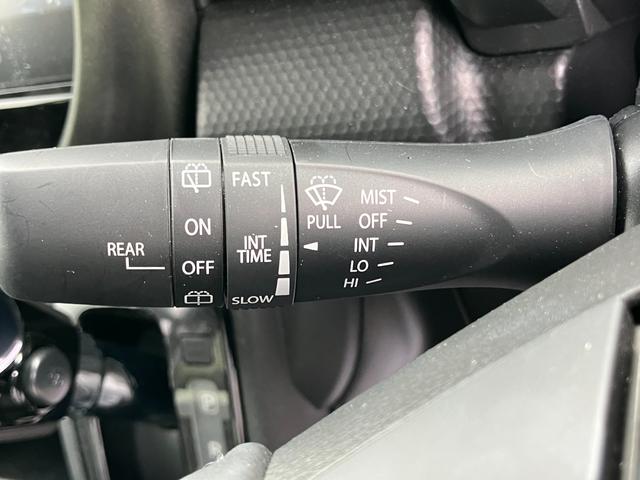 FAST
MIST
PULL
OFF
ON
INT
TIME
INT
REAR
OFF
LO
SLOW
HI
P